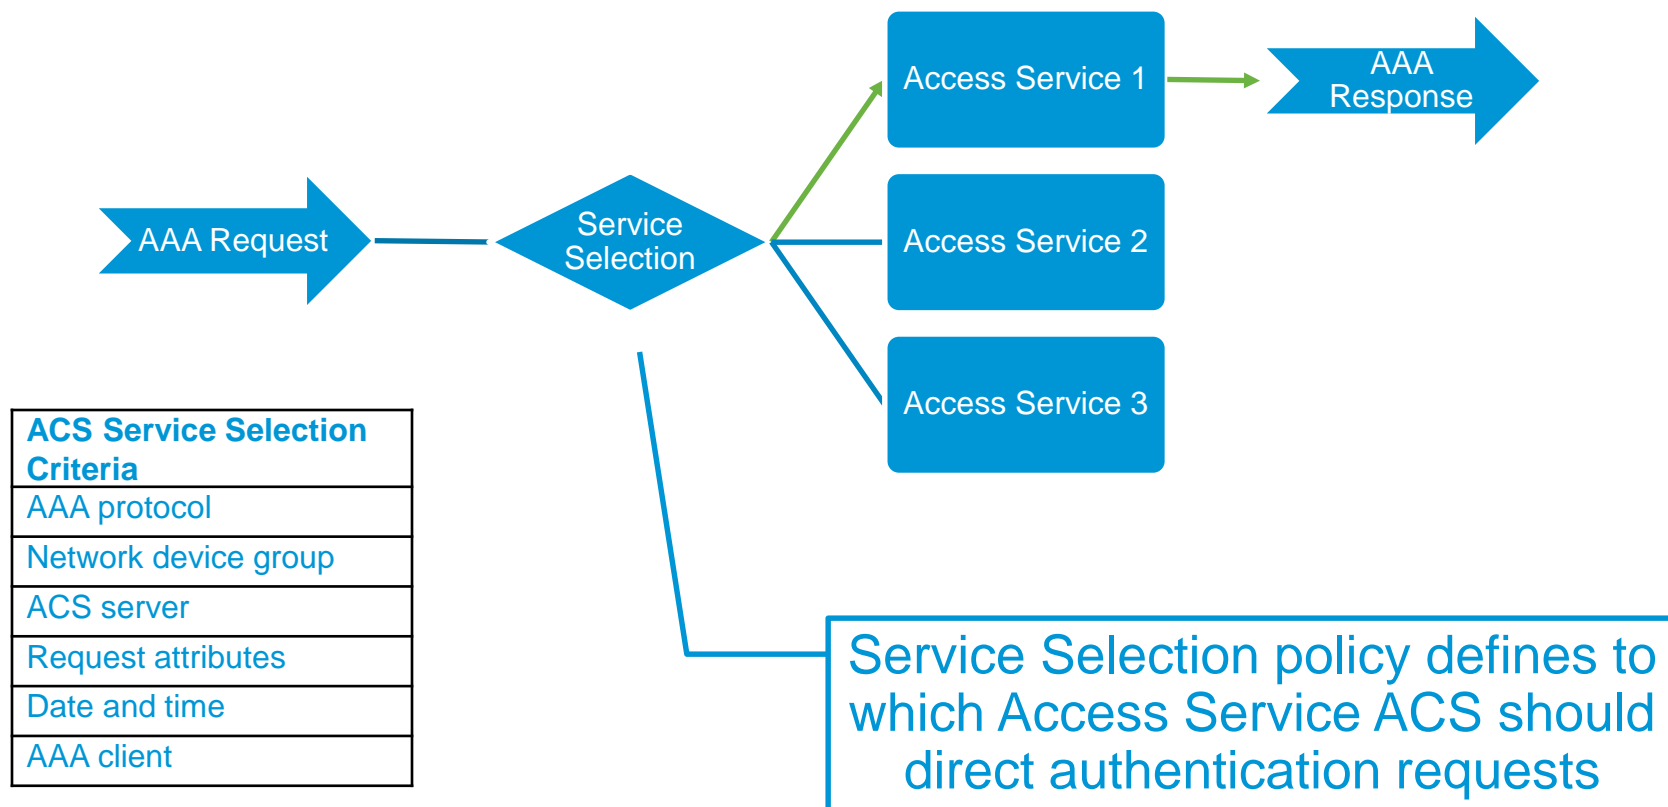 Access Service 1
AAA
Response
AAA Request
Service
Selection
Access Service 2
Access Service 3
ACS Service Selection
Criteria
AAA protocol
Network device group
ACS server
Request attributes
Date and time
AAA client
Service Selection policy defines to
which Access Service ACS should
direct authentication requests